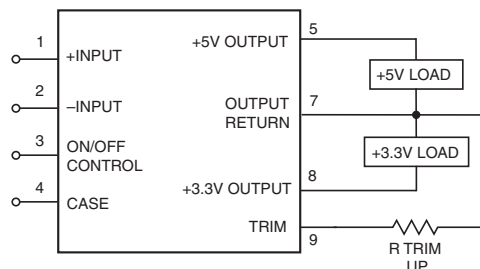 1
+INPUT
2
–INPUT
3
ON/OFF
CONTROL
4
CASE
+5V OUTPUT
5
+5V LOAD
OUTPUT
RETURN
7
+3.3V LOAD
+3.3V OUTPUT
8
TRIM
9
R TRIM
UP